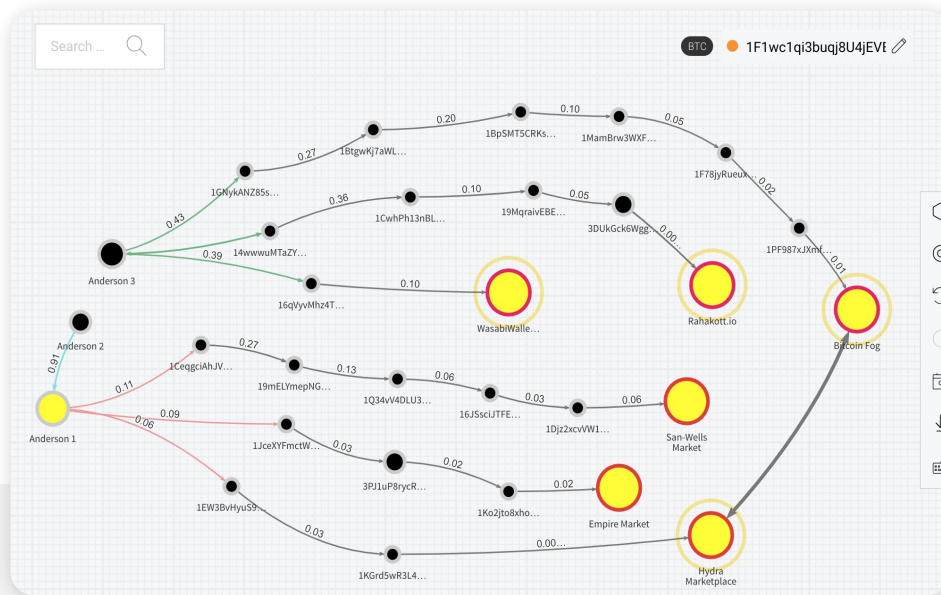 Search ...
BTC
1F1wc1qi3buqj8U4jEVE
0.10
0.20
1BpSMT5CRKs...
1MamBrw3WXF...
0.05
0.27
1BtgwKj7aWL...
1F78jyRueux...
0.02
1GNykANZ85s...
0.36
0.10
0.05
0.43
1CwhPh13nBL...
19MqraivEBE...
3DUkGck6Wgg...
0.00...
1PF987xJXmf...
0.01
Anderson 3
0.39
14wwwuMTaZY...
0.10
16qVyvMhz4T...
WasabiWalle...
Rahakott.io
Bitcoin Fog
Anderson 2
0.91
1CeqgciAhJV...
0.27
0.13
0.06
0.11
19mELYmepNG...
1Q34vV4DLU3...
0.03
0.06
16JSsciJTFE...
1Djz2xcvVW1...
San-Wells
Market
Anderson 1
0.09
0.06
1JceXYFmctW...
0.03
0.02
3PJ1uP8rycR...
0.02
1Ko2jto8xho...
Empire Market
1EW3BvHyuS9...
0.03
0.00...
1KGrd5wR3L4...
Hydra
Marketplace